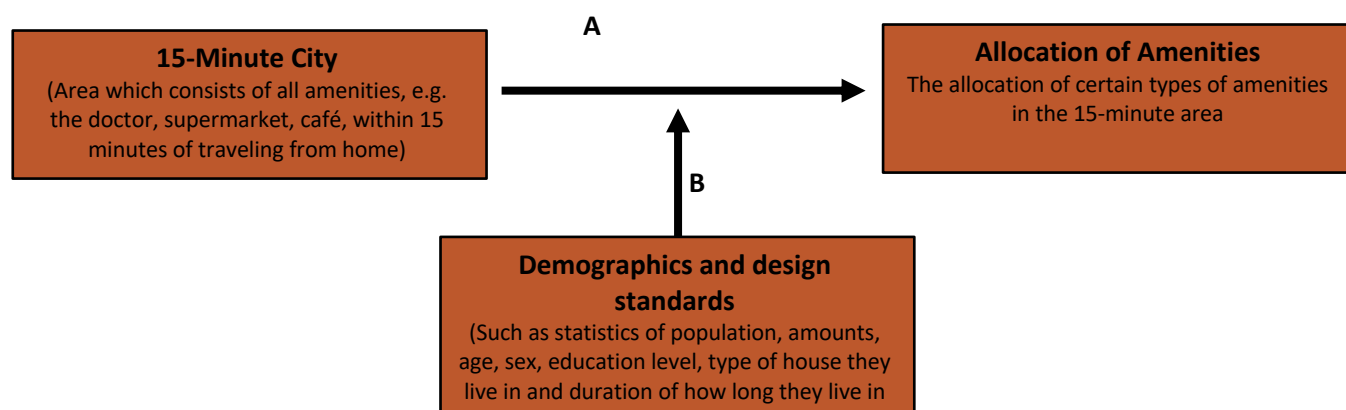 A
15-Minute City
(Area which consists of all amenities, e.g.
the doctor, supermarket, café, within 15
minutes of traveling from home)
Allocation of Amenities
The allocation of certain types of amenities
in the 15-minute area
B
Demographics and design
standards
(Such as statistics of population, amounts,
age, sex, education level, type of house they
live in and duration of how long they live in